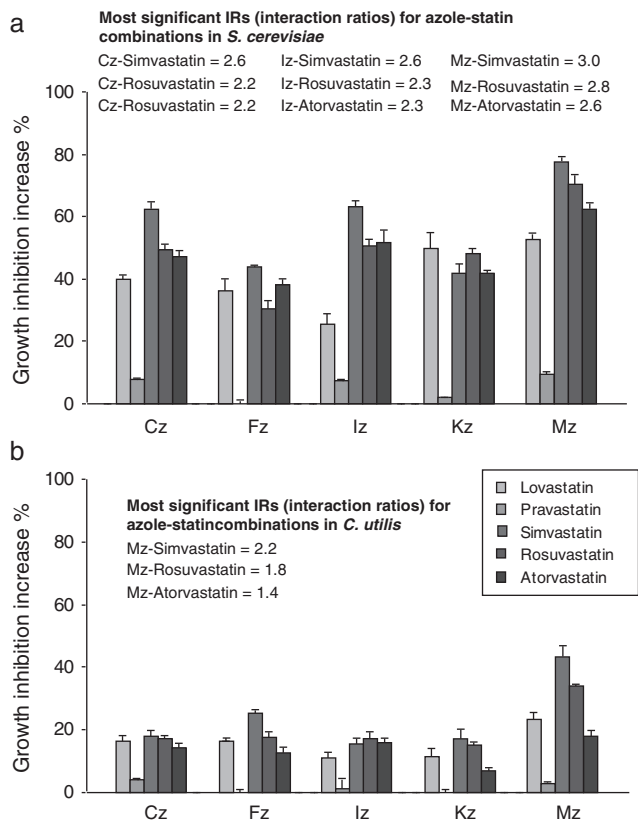 a
Most significant IRs (interaction ratios) for azole-statin
combinations in S. cerevisiae
Cz-Simvastatin = 2.6 Iz-Simvastatin = 2.6 Mz-Simvastatin = 3.0
Cz-Rosuvastatin = 2.2 Iz-Rosuvastatin = 2.3 Mz-Rosuvastatin = 2.8
Cz-Rosuvastatin = 2.2 Iz-Atorvastatin = 2.3 Mz-Atorvastatin = 2.6
Growth inhibition increase %
100
80
60
40
20
0
Cz Fz Iz Kz Mz
b
Most significant IRs (interaction ratios) for
azole-statincombinations in C. utilis
Mz-Simvastatin = 2.2
Mz-Rosuvastatin = 1.8
Mz-Atorvastatin = 1.4
Lovastatin
Pravastatin
Simvastatin
Rosuvastatin
Atorvastatin
Growth inhibition increase %
100
80
60
40
20
0
Cz Fz Iz Kz Mz